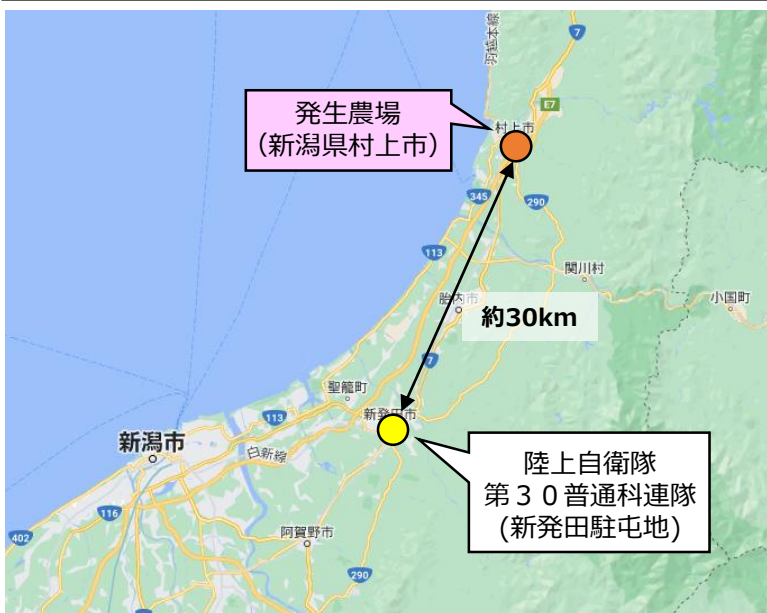 7
羽越本線
発生農場
(新潟県村上市)
E7
村上市
345
290
113
関川村
胎内市
小国町
約30km
7
聖籠町
113
新発田市
新潟市
白新線
陸上自衛隊
第３０普通科連隊
(新発田駐屯地)
116
阿賀野市
402
290